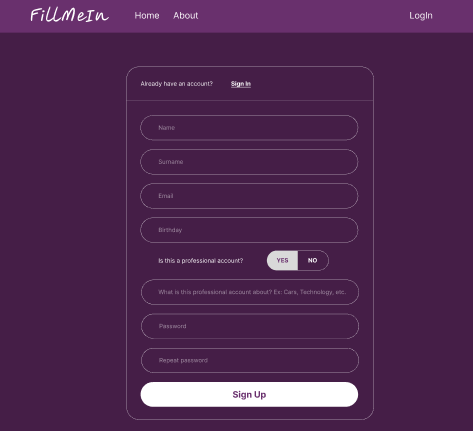 FillMeIn Home About LogIn
Already have an account? Sign In
Name
Surname
Email
Birthday
Is this a professional account? YES NO
What is this professional account about? Ex: Cars, Technology, etc.
Password
Repeat password
Sign Up